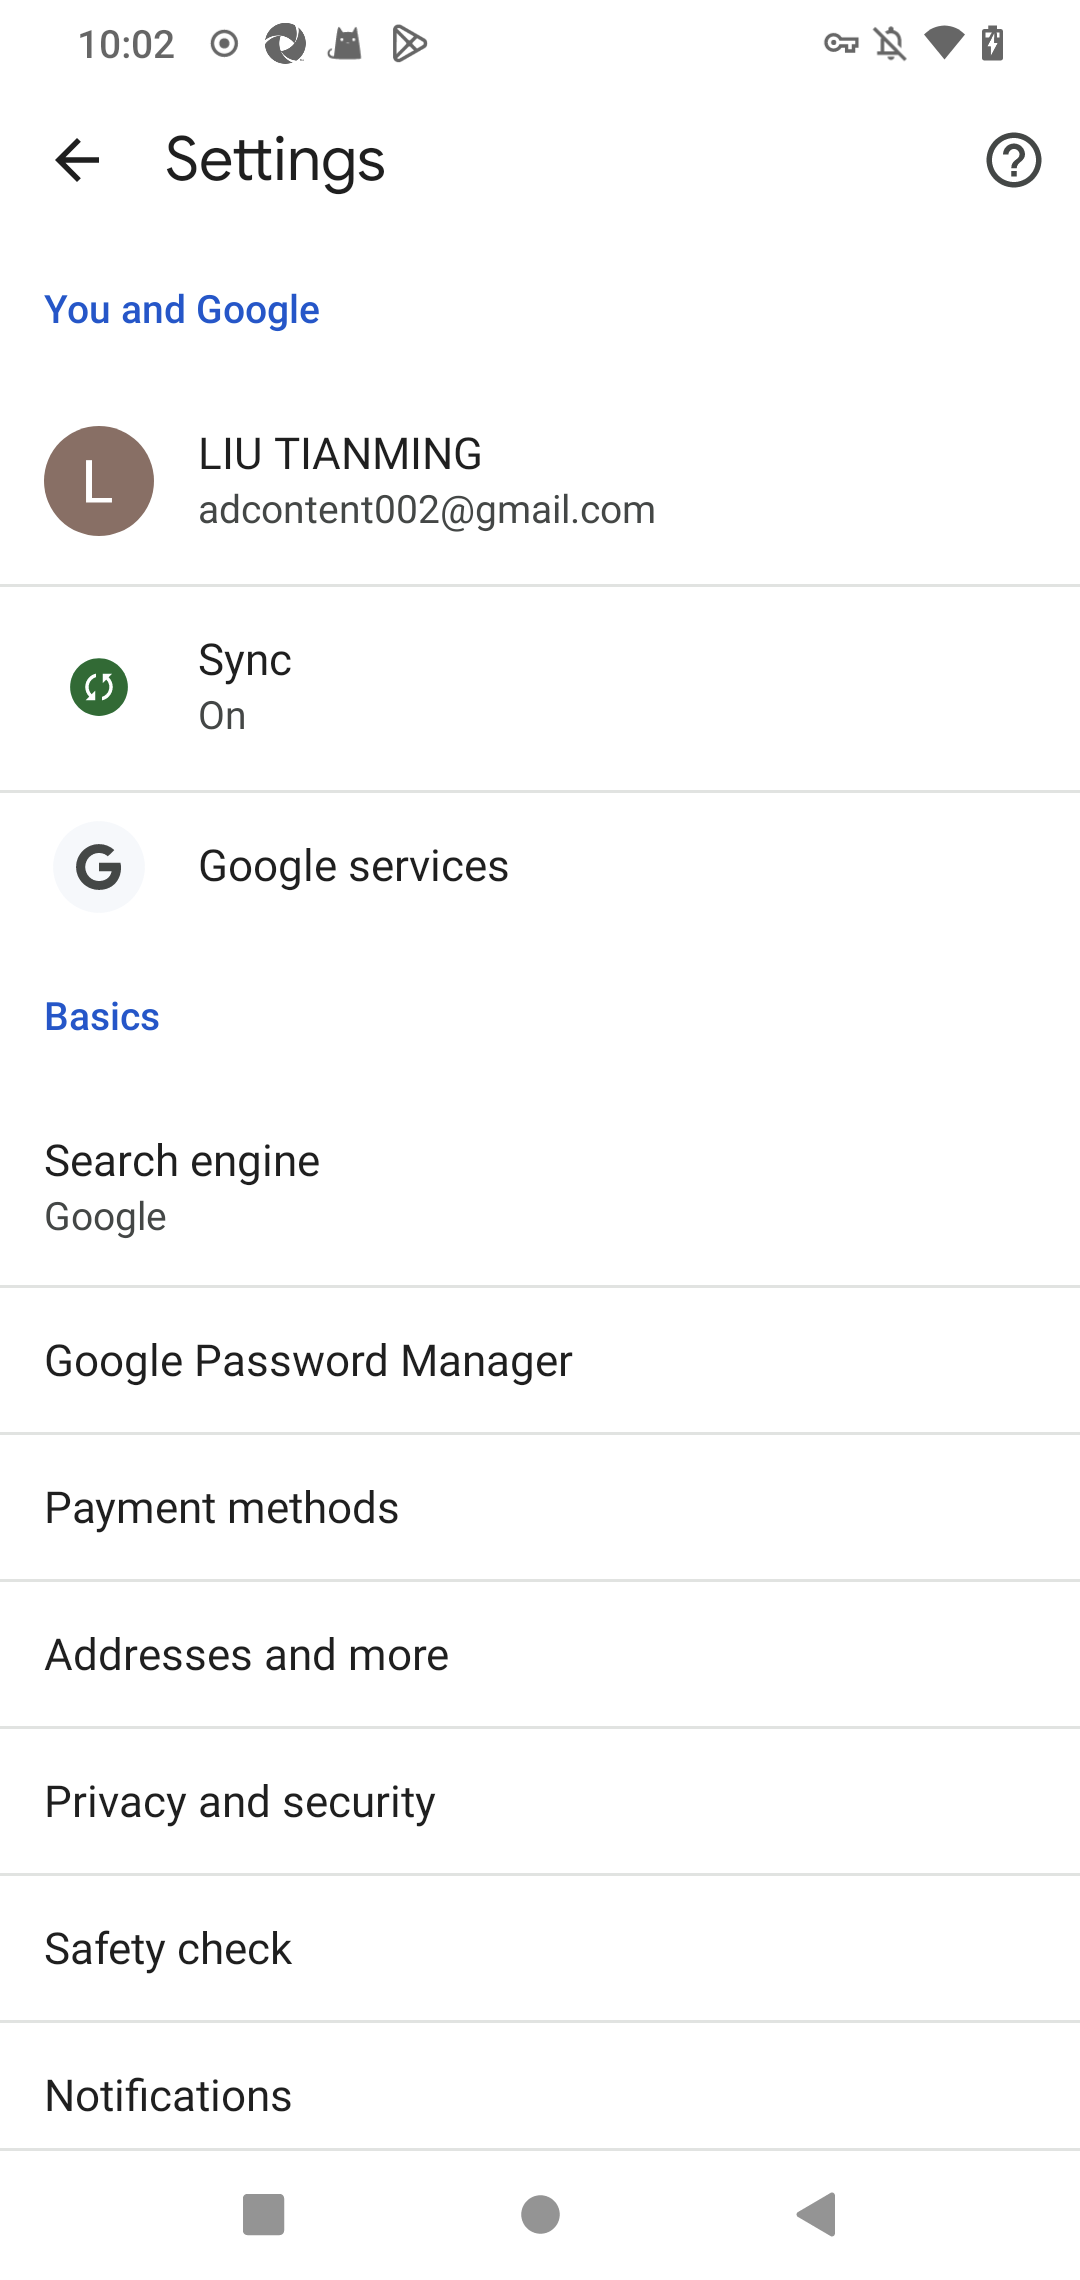 10:02
Settings
You and Google
L
LIU TIANMING
adcontent002@gmail.com
Sync
On
G
Google services
Basics
Search engine
Google
Google Password Manager
Payment methods
Addresses and more
Privacy and security
Safety check
Notifications